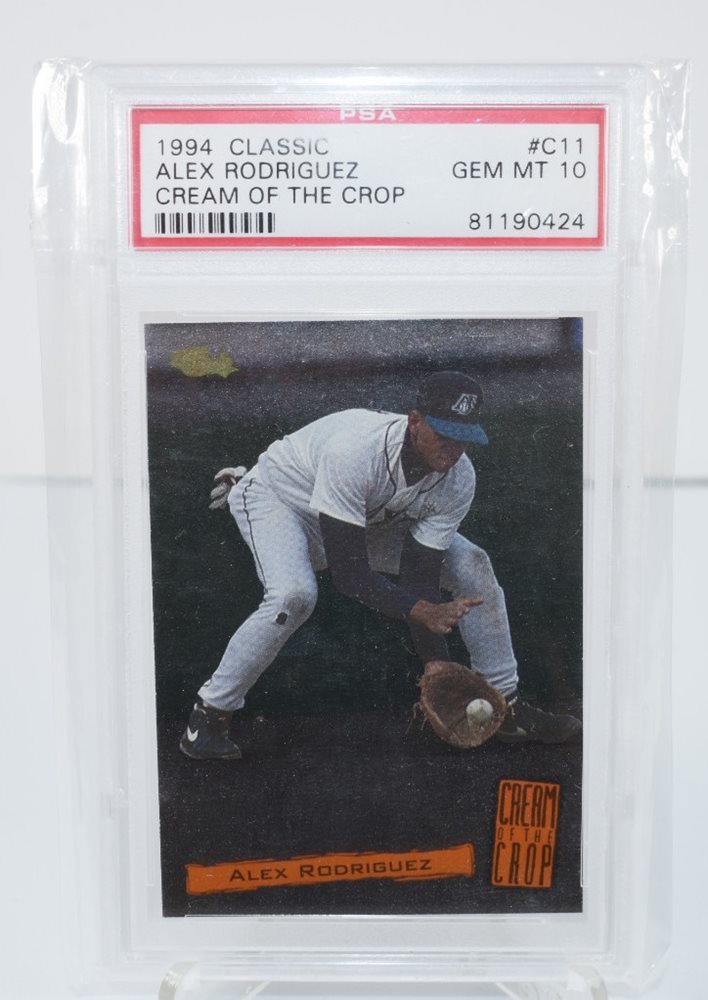 PSA
1994 CLASSIC #C11
ALEX RODRIGUEZ GEM MT 10
CREAM OF THE CROP
81190424
CREAM
OF THE
CROP
ALEX RODRIGUEZ